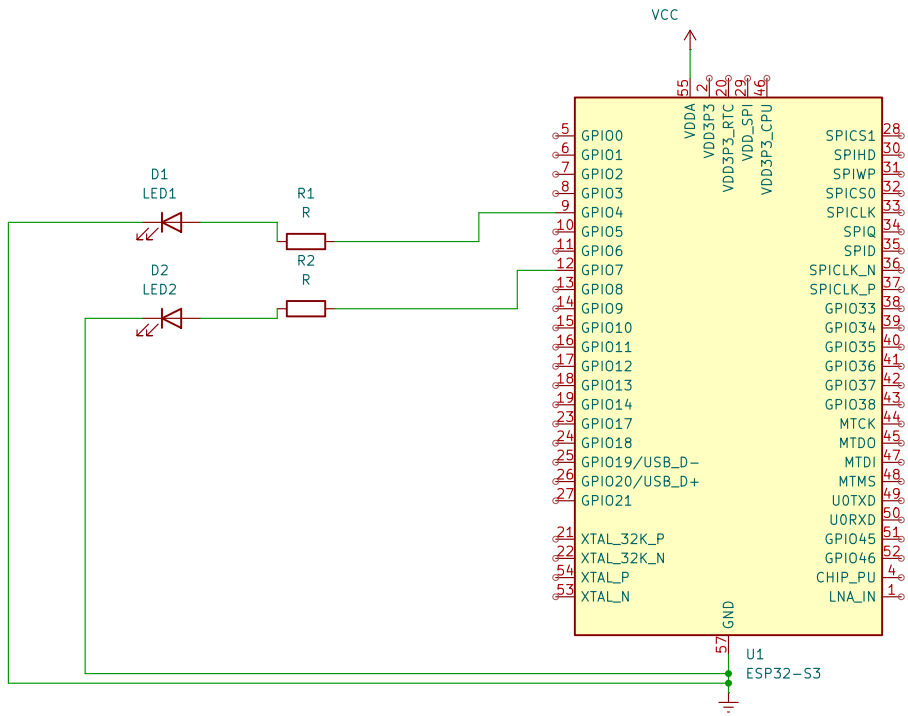 VCC
55
2
20
29
46
VDDA
VDD3P3
VDD3P3_RTC
VDD_SPI
VDD3P3_CPU
D1
LED1
R1
R
R2
R
D2
LED2
5 GPIO0
6 GPIO1
7 GPIO2
8 GPIO3
9 GPIO4
10 GPIO5
11 GPIO6
12 GPIO7
13 GPIO8
14 GPIO9
15 GPIO10
16 GPIO11
17 GPIO12
18 GPIO13
19 GPIO14
23 GPIO17
24 GPIO18
25 GPIO19/USB_D-
26 GPIO20/USB_D+
27 GPIO21
21 XTAL_32K_P
22 XTAL_32K_N
54 XTAL_P
53 XTAL_N
SPICS1 28
SPIHD 30
SPIWP 31
SPICS0 32
SPICLK 33
SPIQ 34
SPID 35
SPICLK_N 36
SPICLK_P 37
GPIO33 38
GPIO34 39
GPIO35 40
GPIO36 41
GPIO37 42
GPIO38 43
MTCK 44
MTDO 45
MTDI 47
MTMS 48
U0TXD 49
U0RXD 50
GPIO45 51
GPIO46 52
CHIP_PU 4
LNA_IN 1
GND
57
U1
ESP32-S3